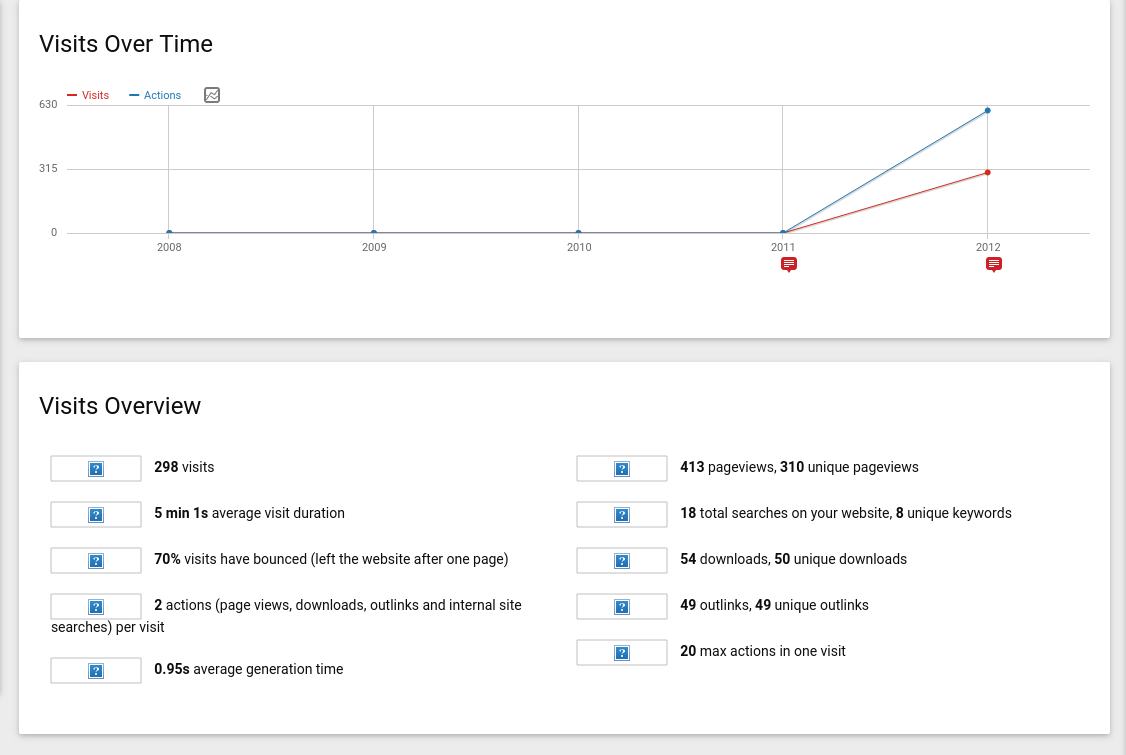 Visits Over Time
Visits Actions
630
315
0
2008 2009 2010 2011 2012
Visits Overview
? 298 visits
? 5 min 1s average visit duration
? 70% visits have bounced (left the website after one page)
? 2 actions (page views, downloads, outlinks and internal site
searches) per visit
? 0.95s average generation time
? 413 pageviews, 310 unique pageviews
? 18 total searches on your website, 8 unique keywords
? 54 downloads, 50 unique downloads
? 49 outlinks, 49 unique outlinks
? 20 max actions in one visit